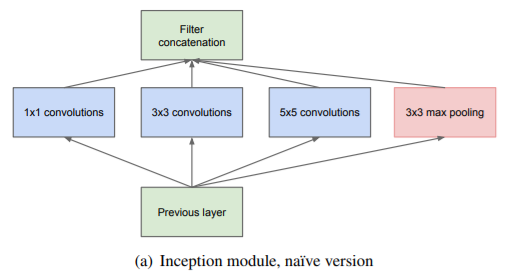 Filter
concatenation
1x1 convolutions
3x3 convolutions
5x5 convolutions
3x3 max pooling
Previous layer
(a) Inception module, naïve version